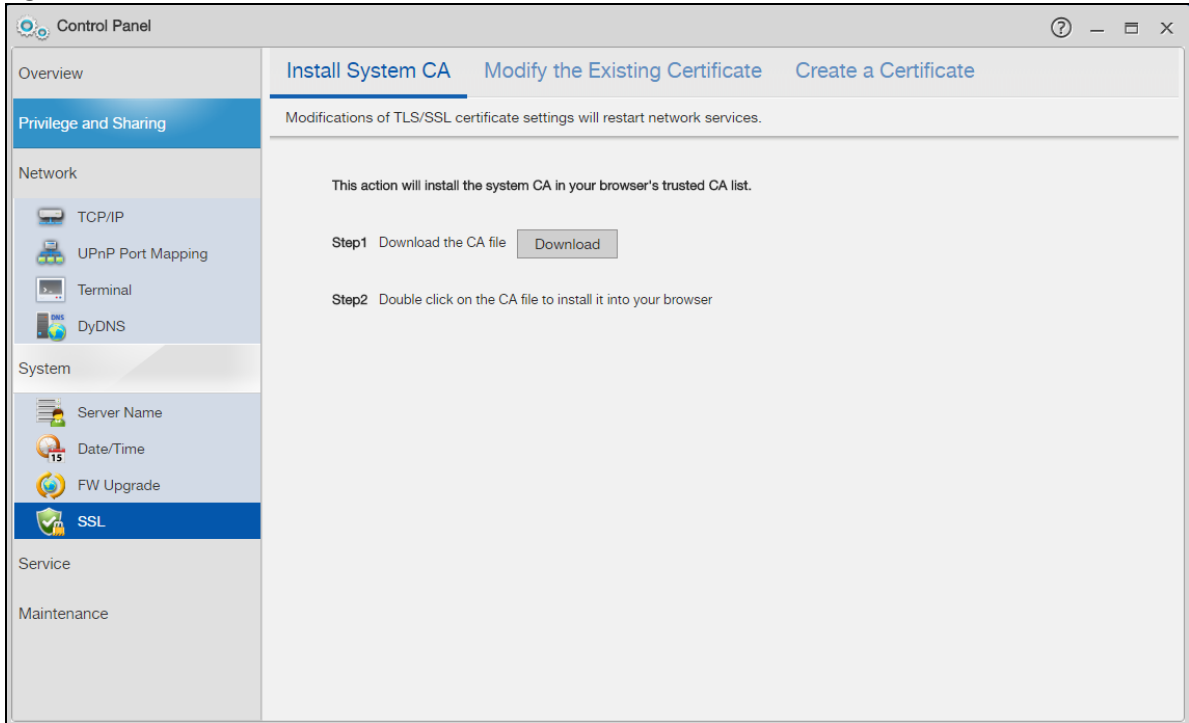 Control Panel
Overview
Privilege and Sharing
Network
TCP/IP
UPnP Port Mapping
Terminal
DNS
DyDNS
System
Server Name
15
Date/Time
FW Upgrade
SSL
Service
Maintenance
Install System CA Modify the Existing Certificate Create a Certificate
Modifications of TLS/SSL certificate settings will restart network services.
This action will install the system CA in your browser's trusted CA list.
Step1 Download the CA file Download
Step2 Double click on the CA file to install it into your browser